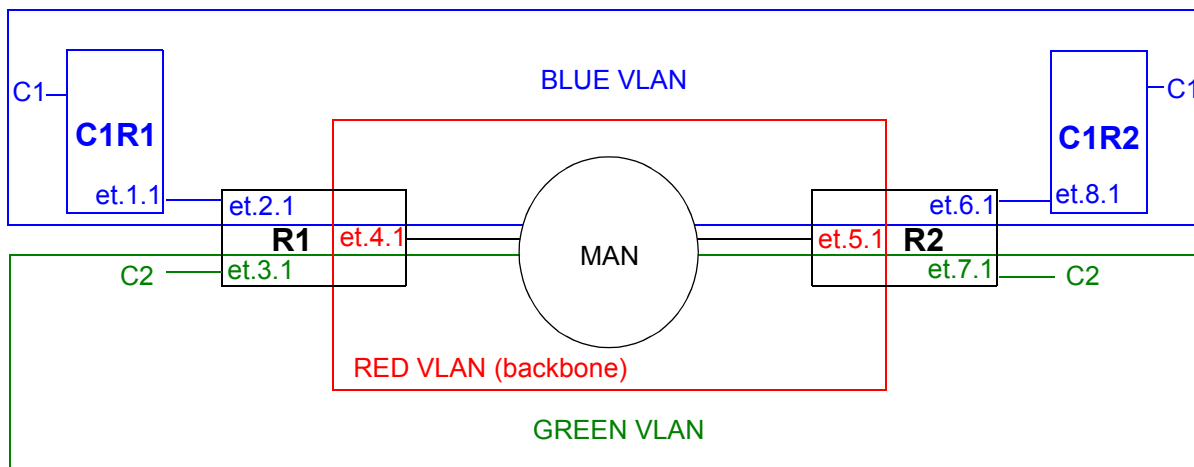 BLUE VLAN
C1
C1R1
et.1.1
C1
C1R2
et.8.1
et.2.1
R1
et.4.1
et.3.1
C2
MAN
et.6.1
et.5.1
R2
et.7.1
C2
RED VLAN (backbone)
GREEN VLAN